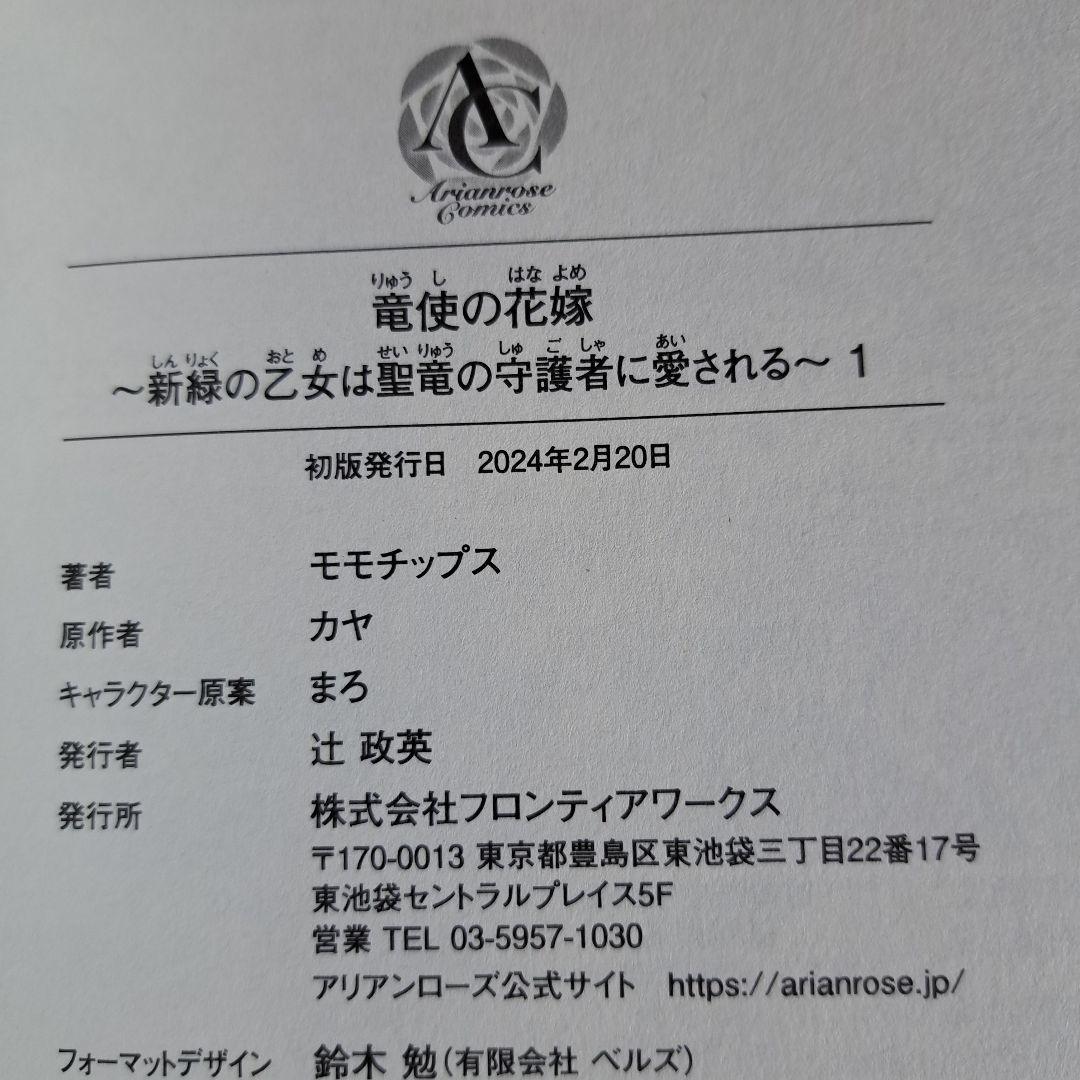 AC
Arianrose
Comics
りゅう し はな よめ
竜使の花嫁
しん りょく おと め せい りゅう しゅ ご しゃ あい
～新緑の乙女は聖竜の守護者に愛される～ 1
初版発行日 2024年2月20日
著者 モモチップス
原作者 カヤ
キャラクター原案 まろ
発行者 辻 政英
発行所 株式会社フロンティアワークス
〒170-0013 東京都豊島区東池袋三丁目22番17号
東池袋セントラルプレイス5F
営業 TEL 03-5957-1030
アリアンローズ公式サイト https://arianrose.jp/
フォーマットデザイン 鈴木 勉(有限会社 ベルズ)